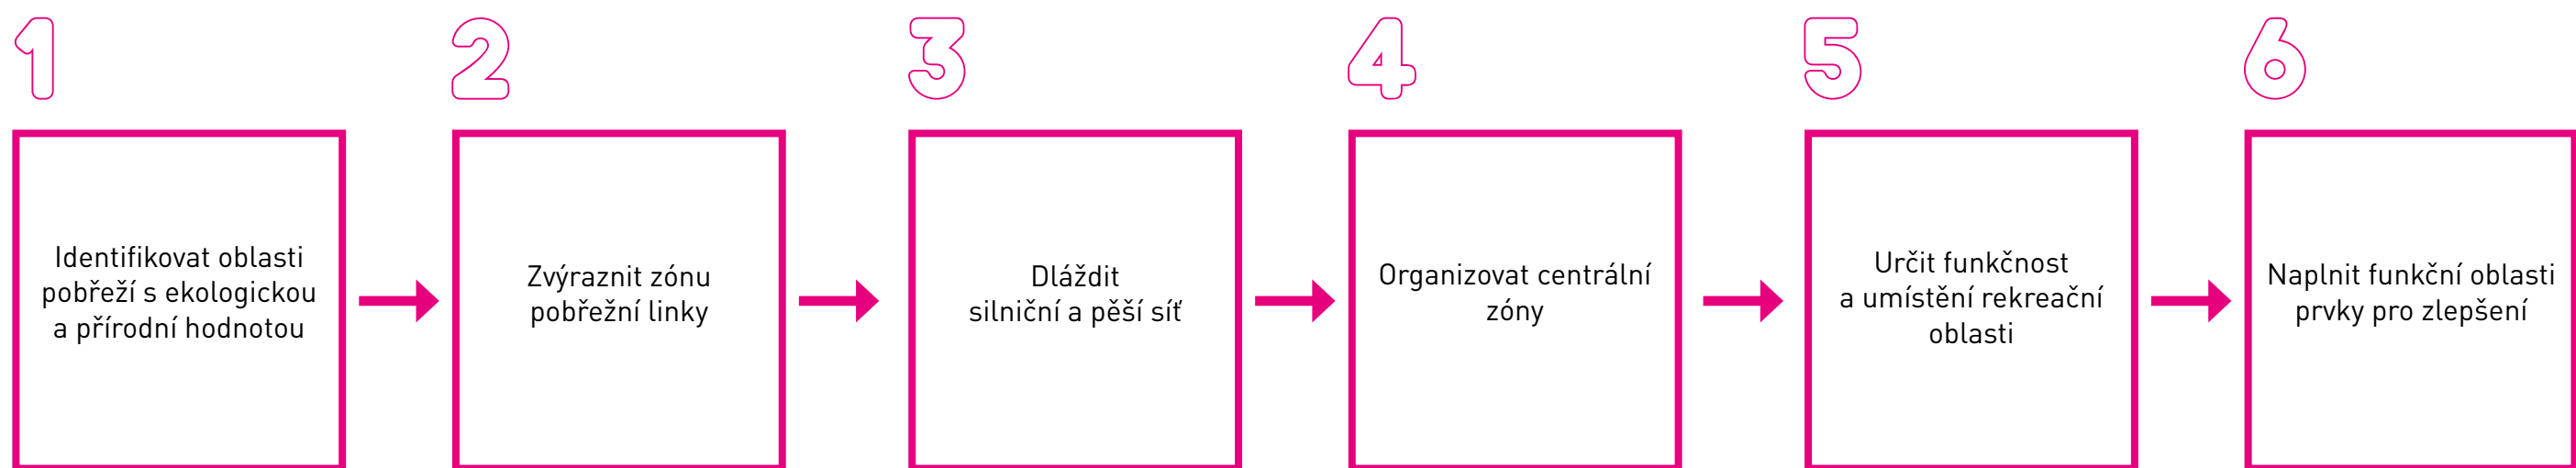 1
2
3
4
5
6
Identifikovat oblasti
pobřeží s ekologickou
a přírodní hodnotou
Zvýraznit zónu
pobřežní linky
Dláždit
silniční a pěší síť
Organizovat centrální
zóny
Určit funkčnost
a umístění rekreační
oblasti
Naplnit funkční oblasti
prvky pro zlepšení